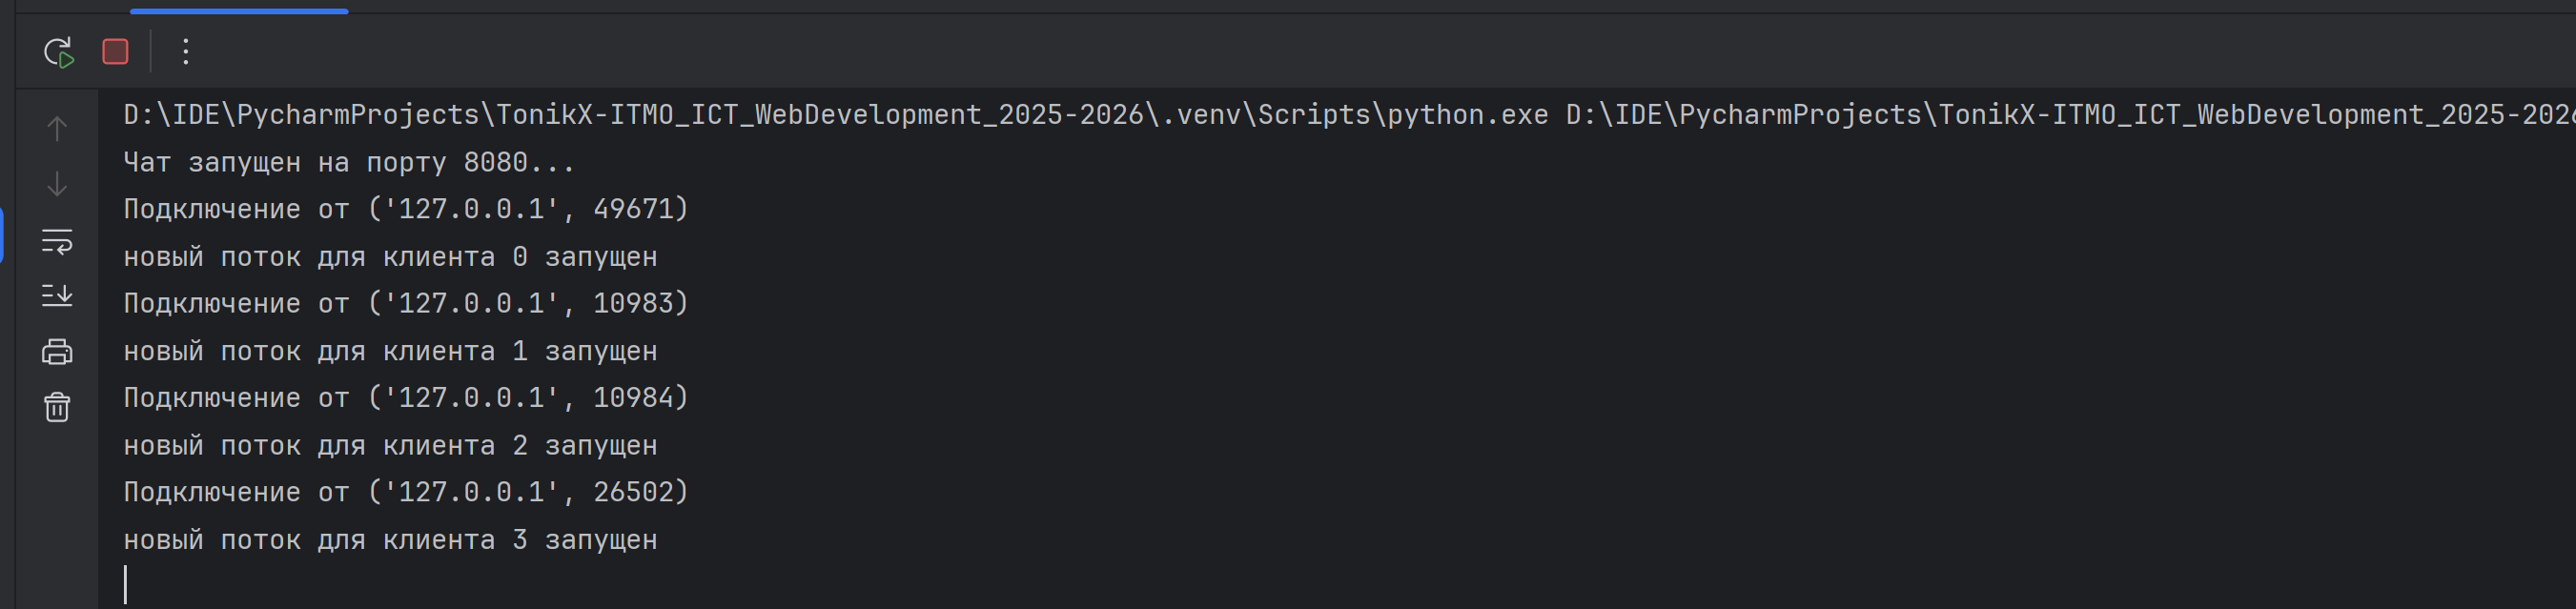 D:\IDE\PycharmProjects\TonikX-ITMO_ICT_WebDevelopment_2025-2026\.venv\Scripts\python.exe D:\IDE\PycharmProjects\TonikX-ITMO_ICT_WebDevelopment_2025-2026
Чат запущен на порту 8080...
Подключение от ('127.0.0.1', 49671)
новый поток для клиента 0 запущен
Подключение от ('127.0.0.1', 10983)
новый поток для клиента 1 запущен
Подключение от ('127.0.0.1', 10984)
новый поток для клиента 2 запущен
Подключение от ('127.0.0.1', 26502)
новый поток для клиента 3 запущен